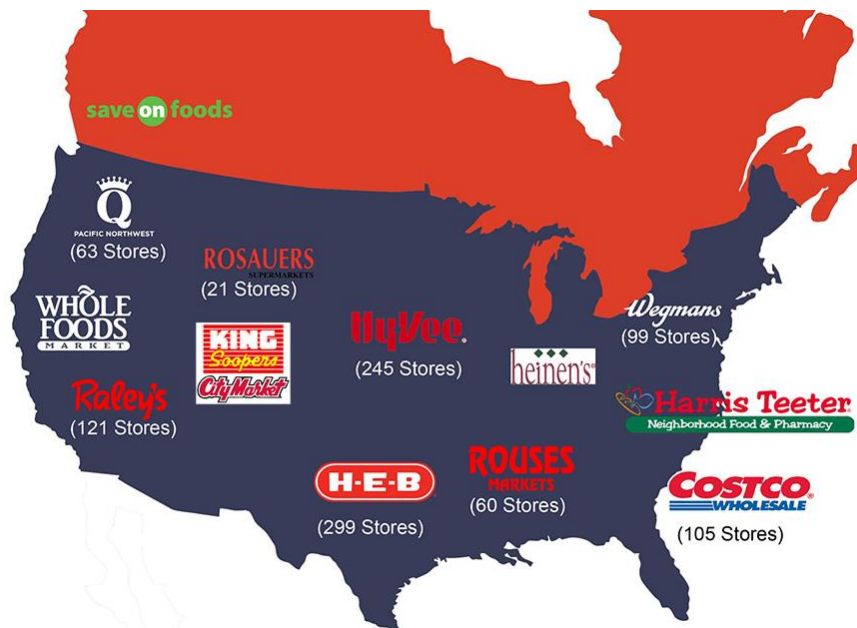 save on foods
Q
PACIFIC NORTHWEST
(63 Stores)
ROSAUERS
SUPERMARKETS
(21 Stores)
WHOLE
FOODS
MARKET
KING
Soopers
CityMarket
HyVee
(245 Stores)
heinen's
Wegmans
(99 Stores)
Raley's
(121 Stores)
Harris Teeter
Neighborhood Food & Pharmacy
H-E-B
(299 Stores)
ROUSES
MARKETS
(60 Stores)
COSTCO
WHOLESALE
(105 Stores)